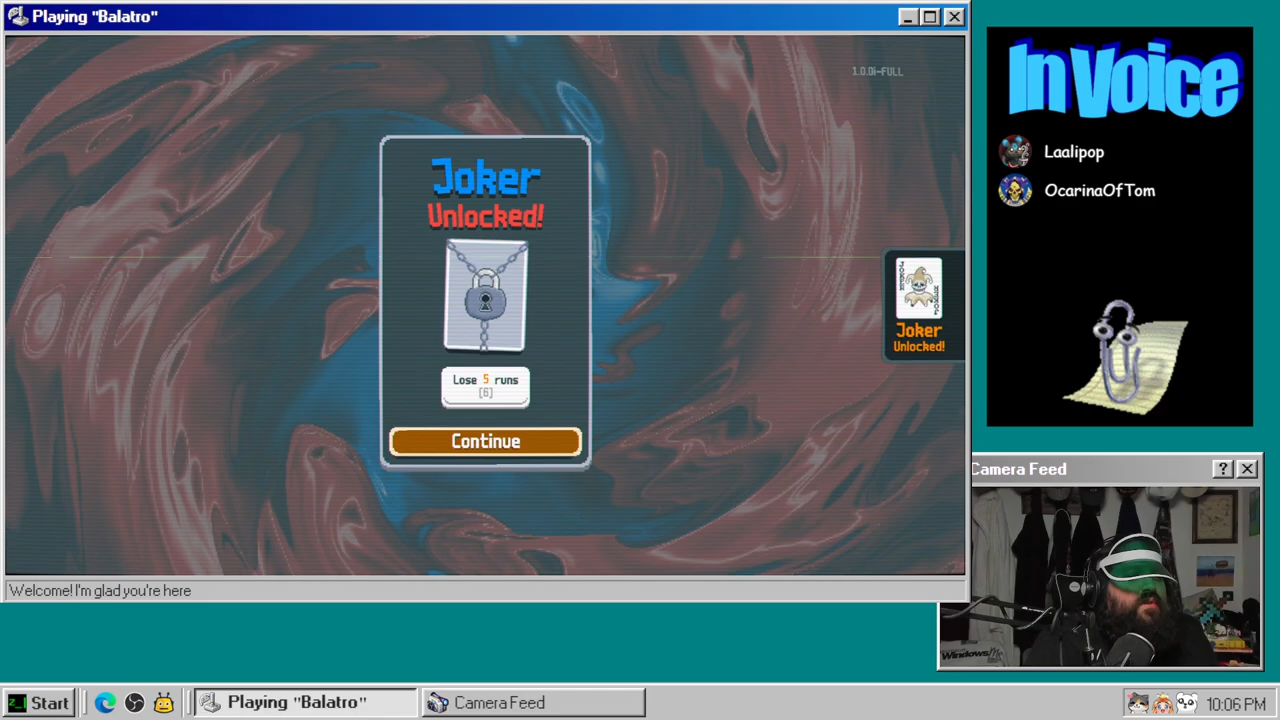 Playing "Balatro"
1.0.0i-FULL
Joker
Unlocked!
Lose 5 runs
[6]
Continue
Joker
Unlocked!
Welcome! I'm glad you're here
In Voice
Laalipop
OcarinaOfTom
Camera Feed
Start
Playing "Balatro"
Camera Feed
10:06 PM